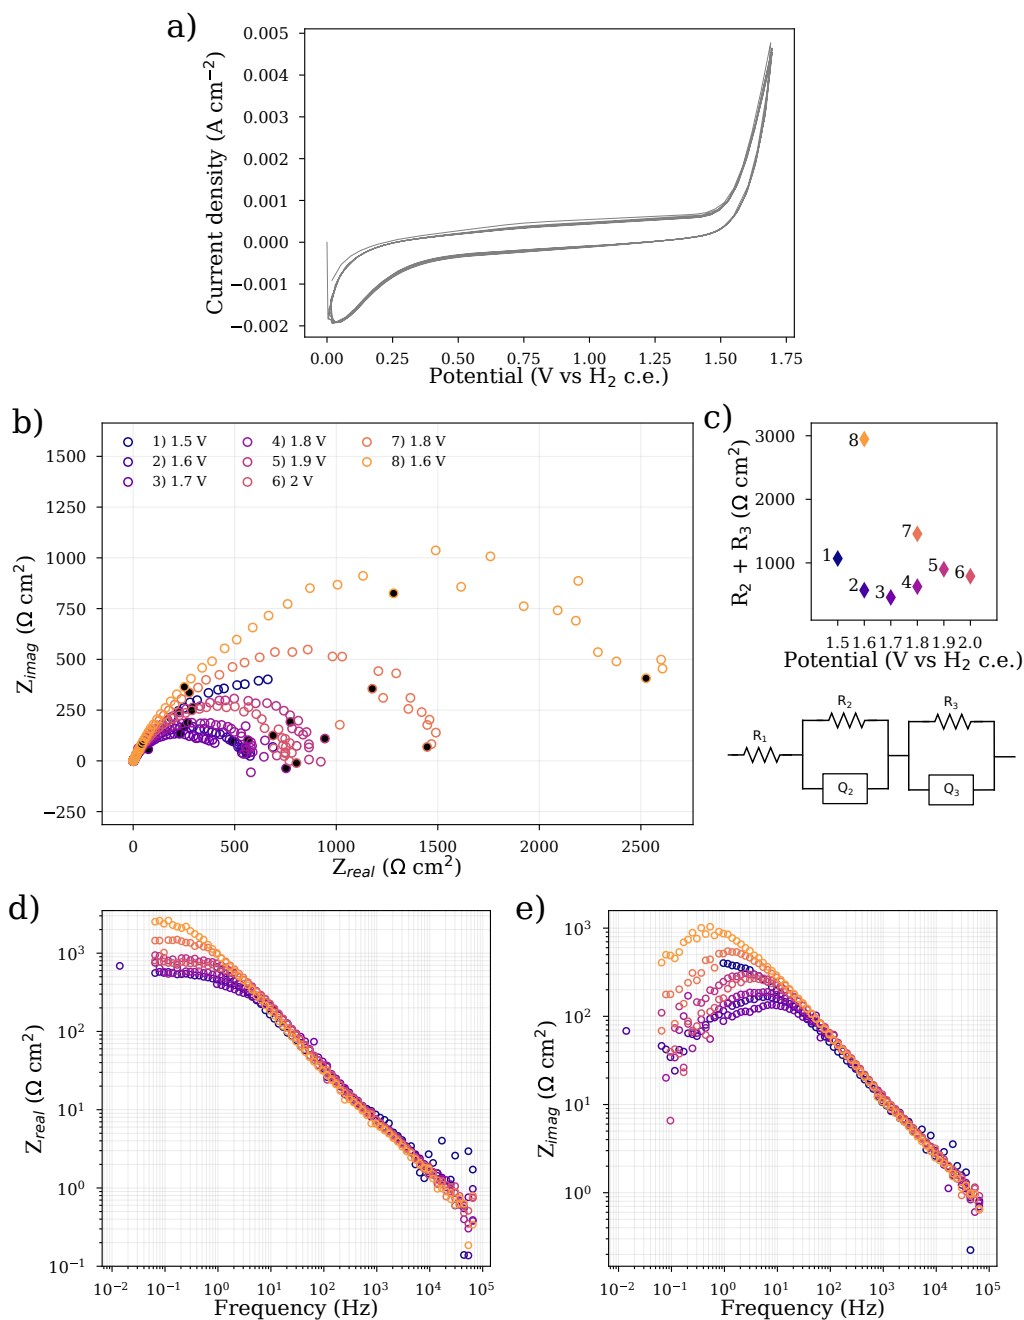 a)
Current density (A cm⁻²)
0.005
0.004
0.003
0.002
0.001
0.000
−0.001
−0.002
0.00 0.25 0.50 0.75 1.00 1.25 1.50 1.75
Potential (V vs H₂ c.e.)
b)
Z_imag (Ω cm²)
1500
1250
1000
750
500
250
0
−250
1) 1.5 V
2) 1.6 V
3) 1.7 V
4) 1.8 V
5) 1.9 V
6) 2 V
7) 1.8 V
8) 1.6 V
0 500 1000 1500 2000 2500
Z_real (Ω cm²)
c)
R₂ + R₃ (Ω cm²)
3000
2000
1000
8
7
1
2
3
4
5
6
1.5 1.6 1.7 1.8 1.9 2.0
Potential (V vs H₂ c.e.)
R₁
R₂
Q₂
R₃
Q₃
d)
Z_real (Ω cm²)
10³
10²
10¹
10⁰
10⁻¹
10⁻² 10⁻¹ 10⁰ 10¹ 10² 10³ 10⁴ 10⁵
Frequency (Hz)
e)
Z_imag (Ω cm²)
10³
10²
10¹
10⁰
10⁻² 10⁻¹ 10⁰ 10¹ 10² 10³ 10⁴ 10⁵
Frequency (Hz)